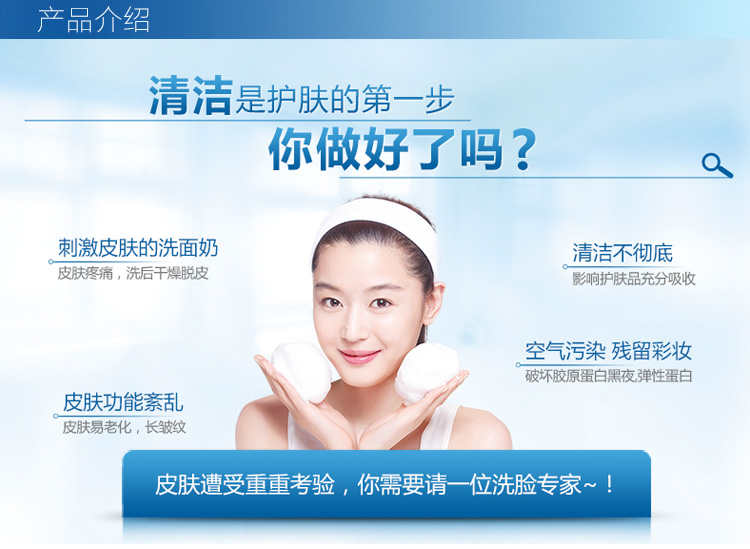 产品介绍
清洁是护肤的第一步
你做好了吗？
刺激皮肤的洗面奶
皮肤疼痛，洗后干燥脱皮
清洁不彻底
影响护肤品充分吸收
空气污染 残留彩妆
破坏胶原蛋白黑夜,弹性蛋白
皮肤功能紊乱
皮肤易老化，长皱纹
皮肤遭受重重考验，你需要请一位洗脸专家~！